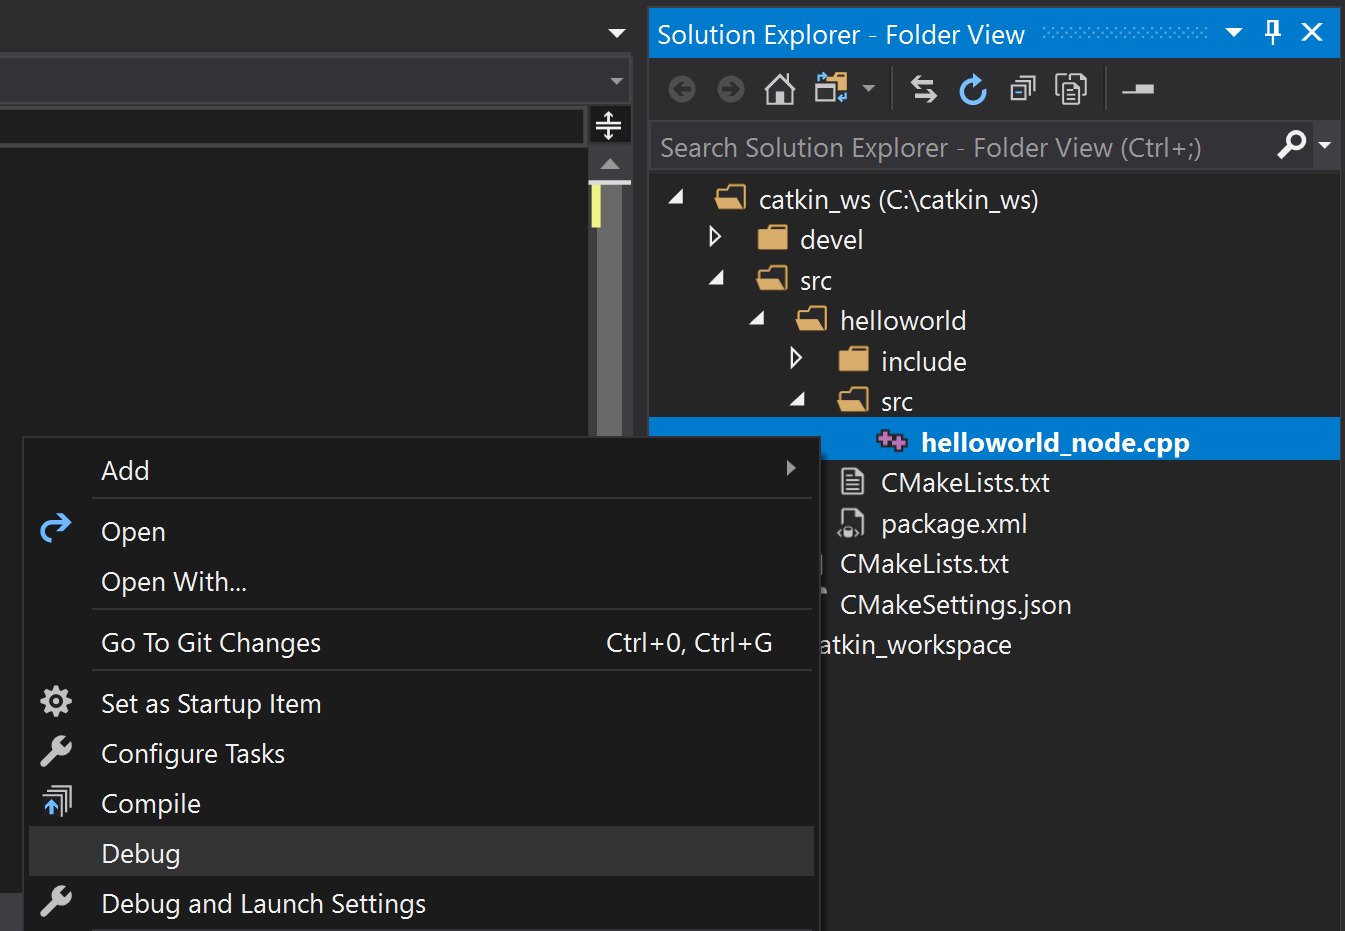 Solution Explorer - Folder View
Search Solution Explorer - Folder View (Ctrl+;)
catkin_ws (C:\catkin_ws)
devel
src
helloworld
include
src
helloworld_node.cpp
CMakeLists.txt
package.xml
CMakeLists.txt
CMakeSettings.json
atkin_workspace
Add
Open
Open With...
Go To Git Changes Ctrl+0, Ctrl+G
Set as Startup Item
Configure Tasks
Compile
Debug
Debug and Launch Settings